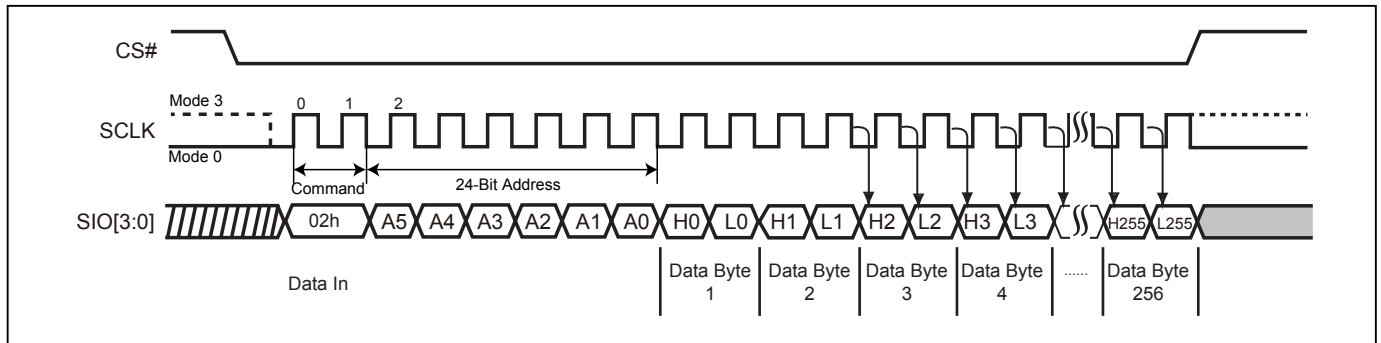 CS#
Mode 3
0 1 2
SCLK
Mode 0
Command
24-Bit Address
SIO[3:0]
02h A5 A4 A3 A2 A1 A0 H0 L0 H1 L1 H2 L2 H3 L3 H255 L255
Data In
Data Byte 1
Data Byte 2
Data Byte 3
Data Byte 4
......
Data Byte 256